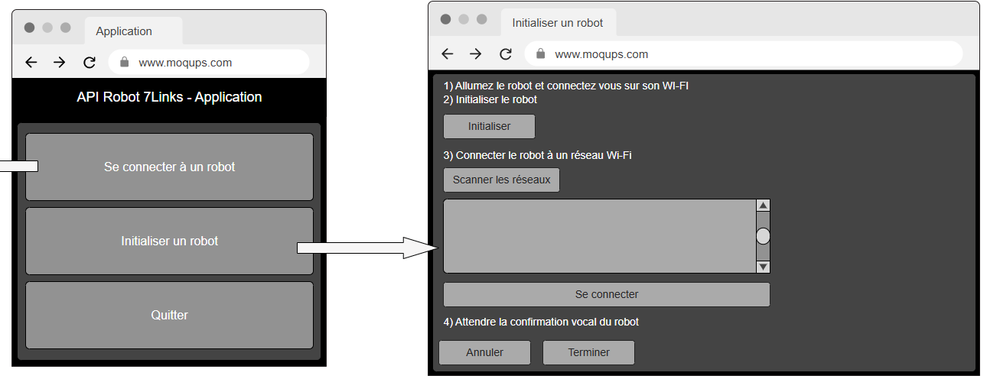 Application
www.moqups.com
API Robot 7Links - Application
Se connecter à un robot
Initialiser un robot
Quitter
Initialiser un robot
www.moqups.com
1) Allumez le robot et connectez vous sur son WI-FI
2) Initialiser le robot
Initialiser
3) Connecter le robot à un réseau Wi-Fi
Scanner les réseaux
Se connecter
4) Attendre la confirmation vocal du robot
Annuler
Terminer